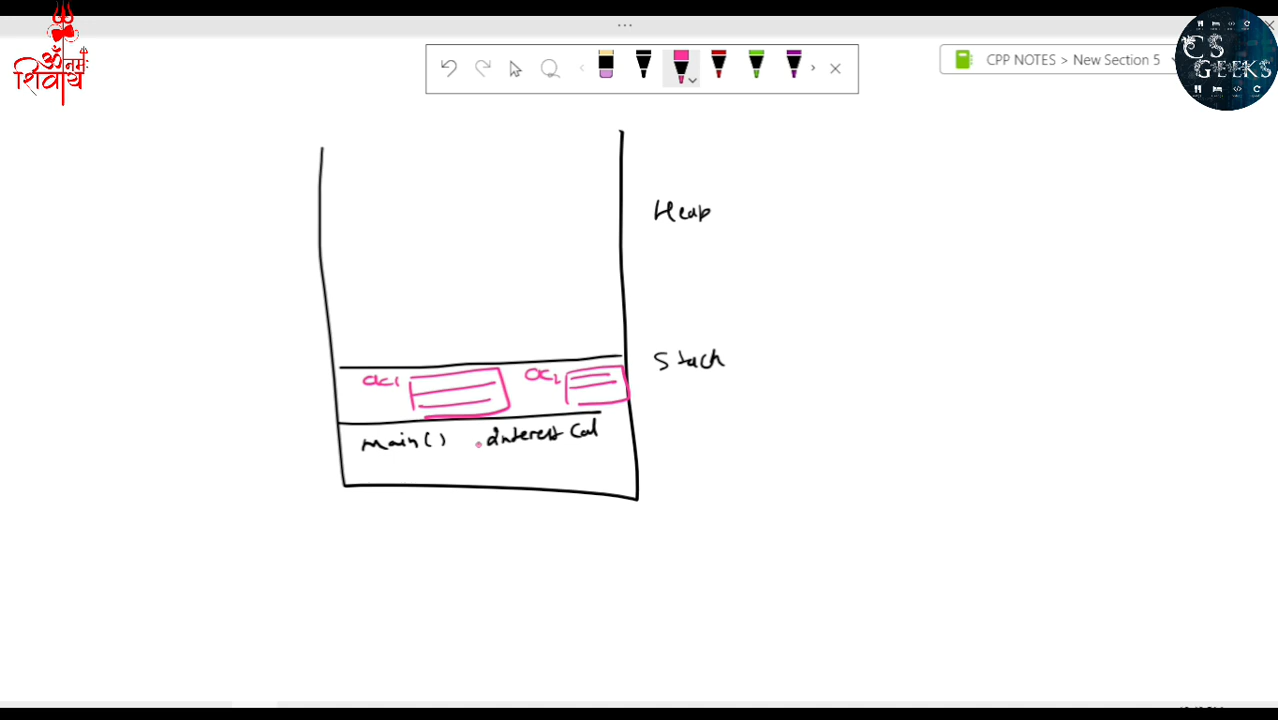 ॐ नमः
शिवाय
CPP NOTES > New Section 5
CS
GEEKS
Heap
Stack
ac1
ac2
main()
Interest Cal